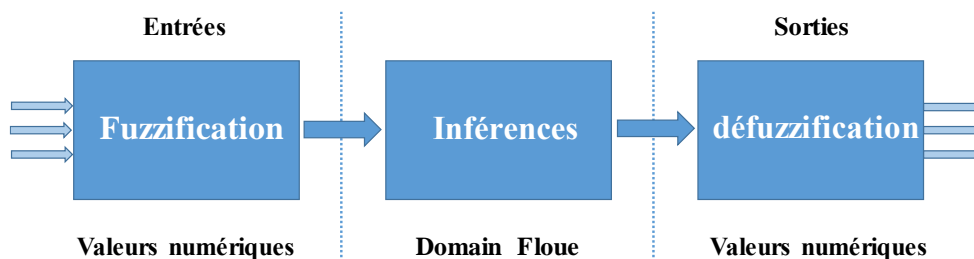 Entrées
Sorties
Fuzzification
Inférences
défuzzification
Valeurs numériques
Domain Floue
Valeurs numériques